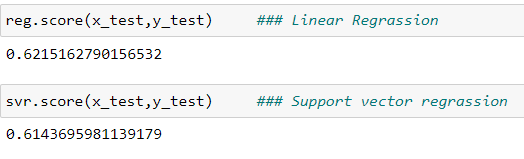 reg.score(x_test,y_test)     ### Linear Regrassion
0.6215162790156532
svr.score(x_test,y_test)     ### Support vector regrassion
0.6143695981139179